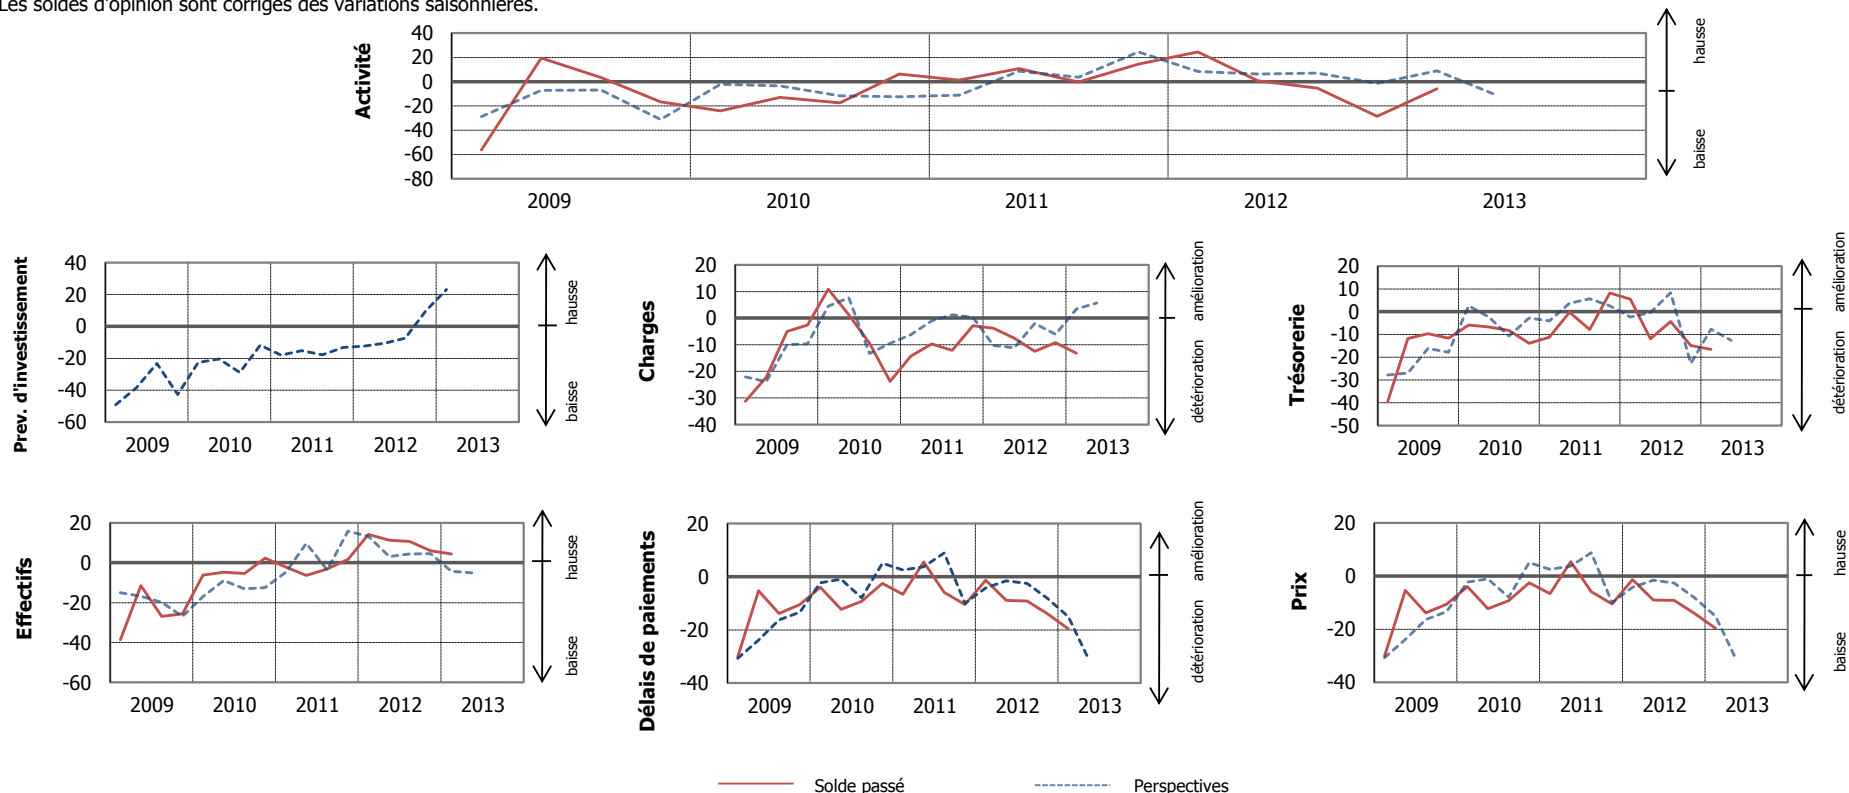 Les soldes d'opinion sont corrigés des variations saisonnières.
Activité
40
20
0
-20
-40
-60
-80
2009 2010 2011 2012 2013
hausse
baisse
Prev. d'investissement
40
20
0
-20
-40
-60
2009 2010 2011 2012 2013
hausse
baisse
Charges
20
10
0
-10
-20
-30
-40
2009 2010 2011 2012 2013
amélioration
détérioration
Trésorerie
20
10
0
-10
-20
-30
-40
-50
2009 2010 2011 2012 2013
amélioration
détérioration
Effectifs
20
0
-20
-40
-60
2009 2010 2011 2012 2013
hausse
baisse
Délais de paiements
20
0
-20
-40
2009 2010 2011 2012 2013
amélioration
détérioration
Prix
20
0
-20
-40
2009 2010 2011 2012 2013
hausse
baisse
Solde passé Perspectives